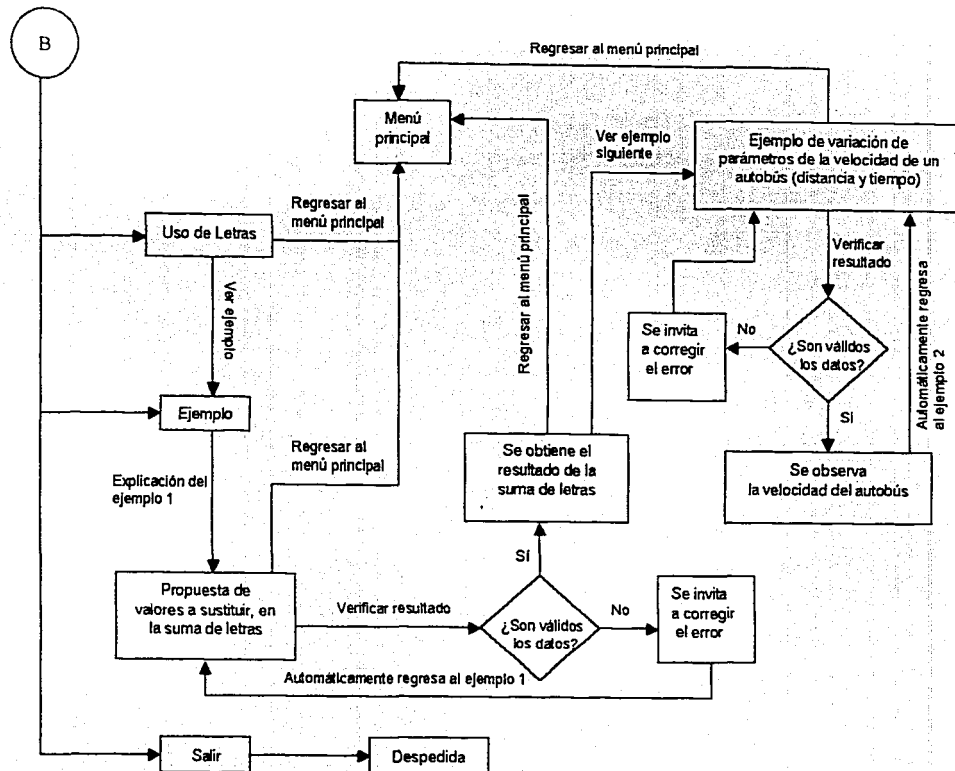 B
Regresar al menú principal
Menú
principal
Ver ejemplo
siguiente
Ejemplo de variación de
parámetros de la velocidad de un
autobús (distancia y tiempo)
Regresar al
menú principal
Uso de Letras
Regresar al menú principal
Verificar
resultado
Ver ejemplo
Se invita
a corregir
el error
No
¿Son válidos
los datos?
Automáticamente regresa
al ejemplo 2
Sí
Ejemplo
Regresar al
menú principal
Se obtiene el
resultado de la
suma de letras
Se observa
la velocidad del autobús
Explicación del
ejemplo 1
Sí
Propuesta de
valores a sustituir, en
la suma de letras
Verificar resultado
¿Son válidos
los datos?
No
Se invita
a corregir
el error
Automáticamente regresa al ejemplo 1
Salir
Despedida